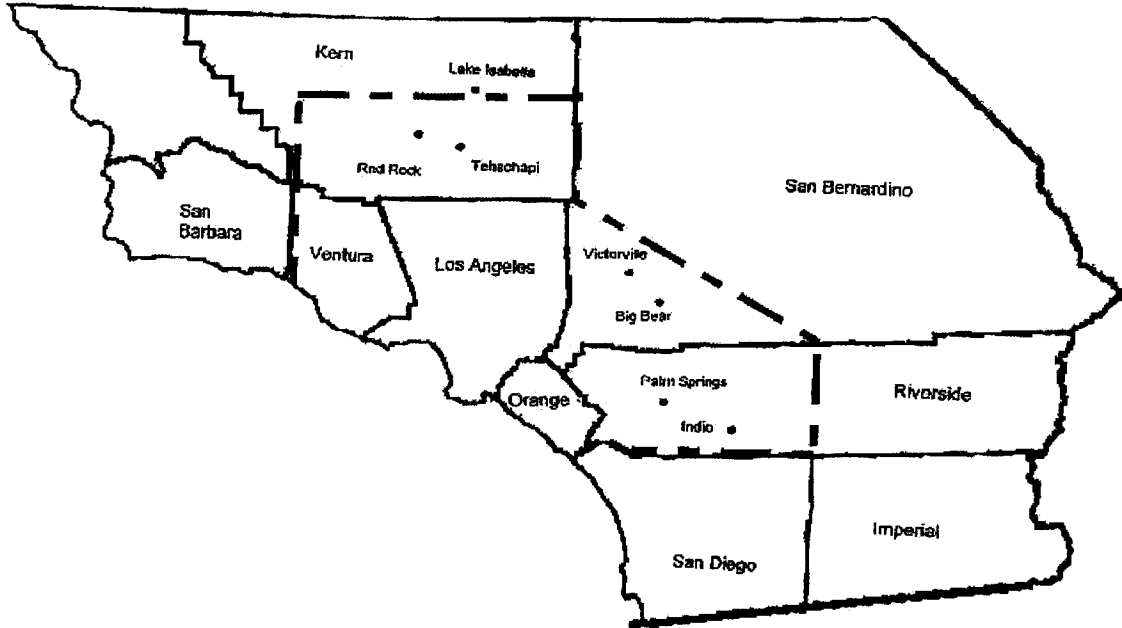 Kern
Lake Isabella
Red Rock
Tehachapi
San Bernardino
San
Barbara
Ventura
Los Angeles
Victorville
Big Bear
Palm Springs
Riverside
Orange
Indio
Imperial
San Diego